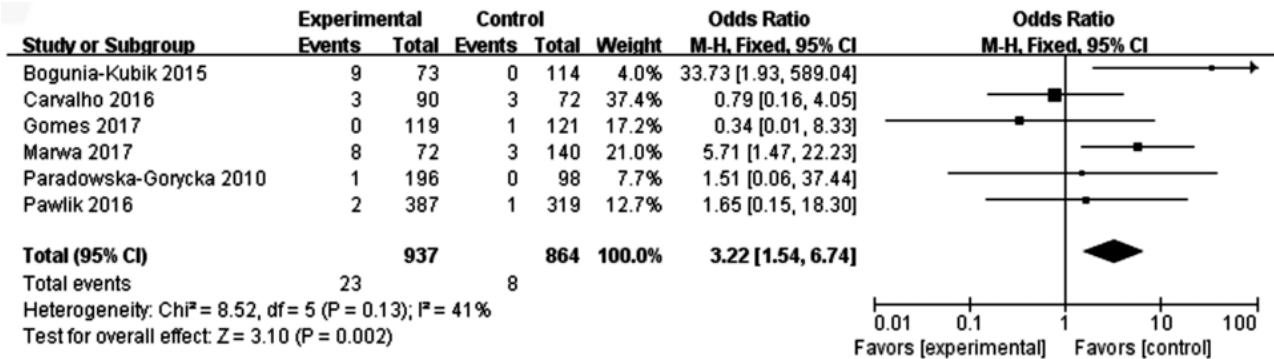 Experimental Control Odds Ratio Odds Ratio
Study or Subgroup Events Total Events Total Weight M-H, Fixed, 95% CI M-H, Fixed, 95% CI
Bogunia-Kubik 2015 9 73 0 114 4.0% 33.73 [1.93, 589.04]
Carvalho 2016 3 90 3 72 37.4% 0.79 [0.16, 4.05]
Gomes 2017 0 119 1 121 17.2% 0.34 [0.01, 8.33]
Marwa 2017 8 72 3 140 21.0% 5.71 [1.47, 22.23]
Paradowska-Gorycka 2010 1 196 0 98 7.7% 1.51 [0.06, 37.44]
Pawlik 2016 2 387 1 319 12.7% 1.65 [0.15, 18.30]
Total (95% CI) 937 864 100.0% 3.22 [1.54, 6.74]
Total events 23 8
Heterogeneity: Chi² = 8.52, df = 5 (P = 0.13); I² = 41%
Test for overall effect: Z = 3.10 (P = 0.002)
0.01 0.1 1 10 100
Favors [experimental] Favors [control]